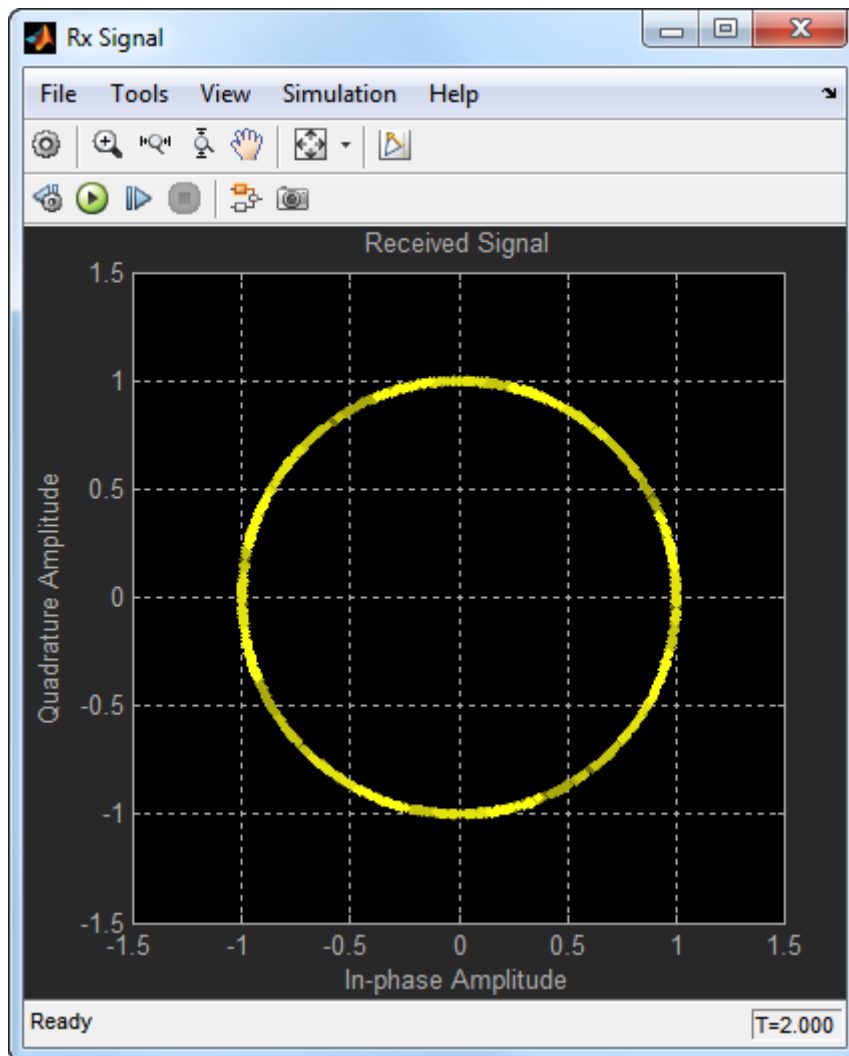 Rx Signal
File Tools View Simulation Help
Received Signal
1.5
1
0.5
0
-0.5
-1
-1.5
Quadrature Amplitude
-1.5 -1 -0.5 0 0.5 1 1.5
In-phase Amplitude
Ready T=2.000